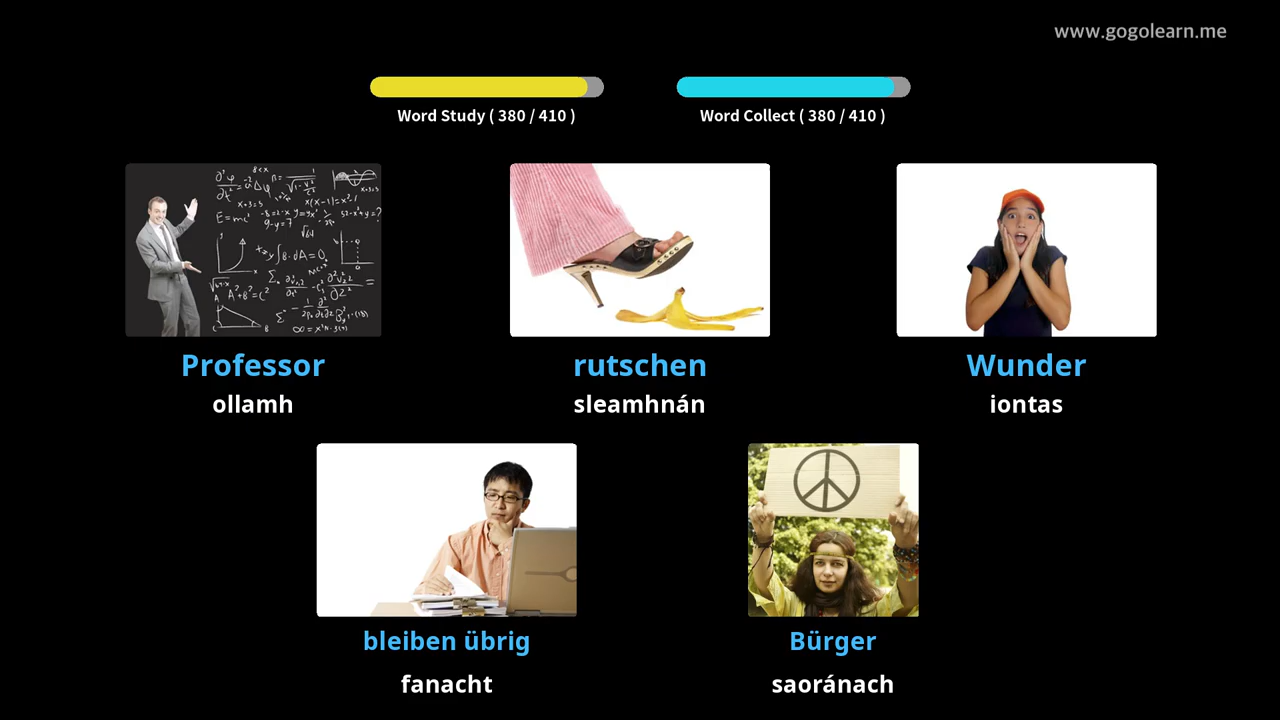 www.gogolearn.me
Word Study ( 380 / 410 )
Word Collect ( 380 / 410 )
Professor
ollamh
rutschen
sleamhnán
Wunder
iontas
bleiben übrig
fanacht
Bürger
saoránach